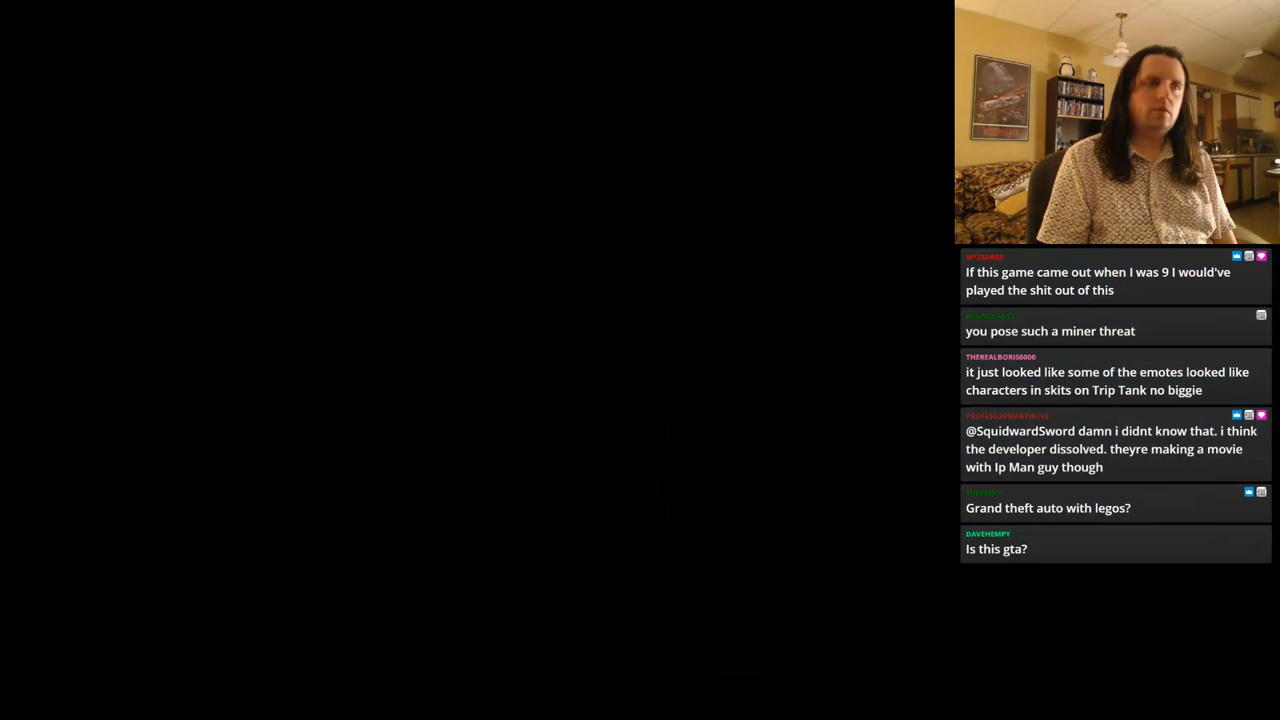 If this game came out when I was 9 I would've
played the shit out of this
you pose such a miner threat
THEREALBORIS6000
it just looked like some of the emotes looked like
characters in skits on Trip Tank no biggie
PROFESSORMARTHLIVE
@SquidwardSword damn i didnt know that. i think
the developer dissolved. theyre making a movie
with Ip Man guy though
Grand theft auto with legos?
DAVEHEMPY
Is this gta?